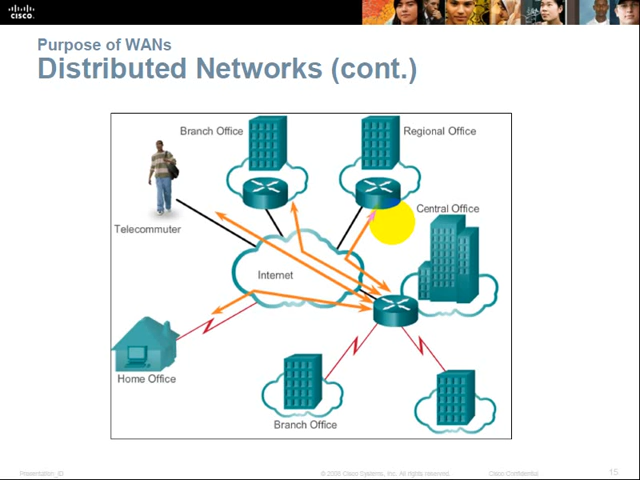 CISCO
Purpose of WANs
Distributed Networks (cont.)
Branch Office
Regional Office
Central Office
Telecommuter
Internet
Home Office
Branch Office
Presentation_ID
© 2008 Cisco Systems, Inc. All rights reserved.
Cisco Confidential
15